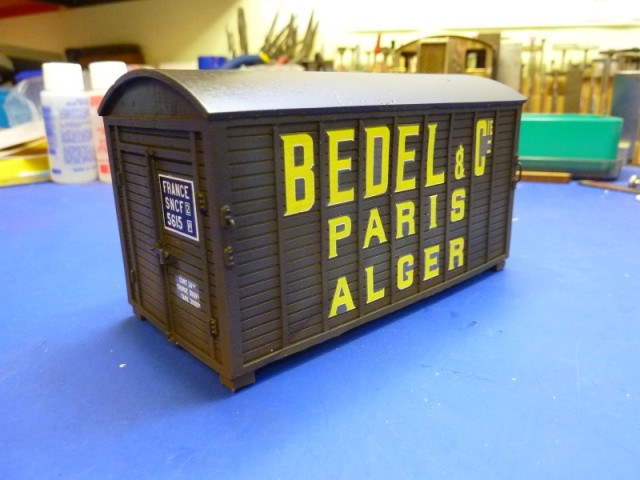 BEDEL & CIE
PARIS
ALGER
FRANCE
SNCF
5615